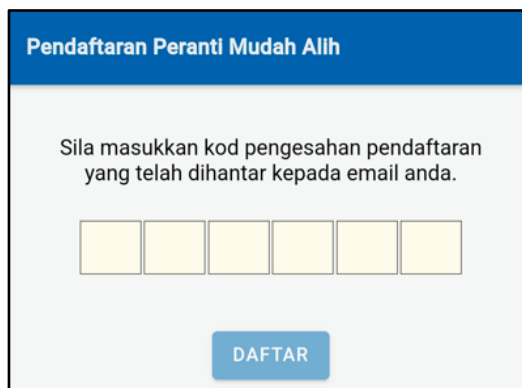 Pendaftaran Peranti Mudah Alih
Sila masukkan kod pengesahan pendaftaran
yang telah dihantar kepada email anda.
DAFTAR